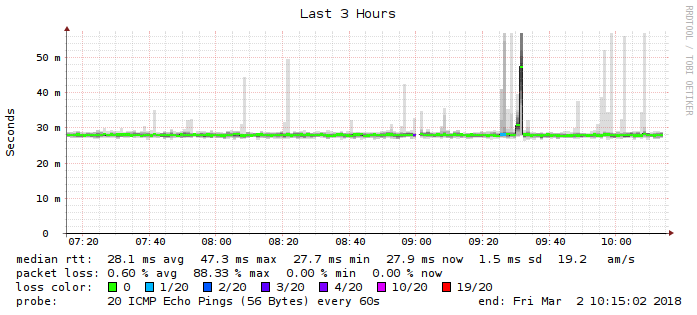 Last 3 Hours
RRDTOOL / TOBI OETIKER
Seconds
50 m
40 m
30 m
20 m
10 m
0
07:20 07:40 08:00 08:20 08:40 09:00 09:20 09:40 10:00
median rtt: 28.1 ms avg 47.3 ms max 27.7 ms min 27.9 ms now 1.5 ms sd 19.2 am/s
packet loss: 0.60 % avg 88.33 % max 0.00 % min 0.00 % now
loss color: 0 1/20 2/20 3/20 4/20 10/20 19/20
probe: 20 ICMP Echo Pings (56 Bytes) every 60s end: Fri Mar 2 10:15:02 2018